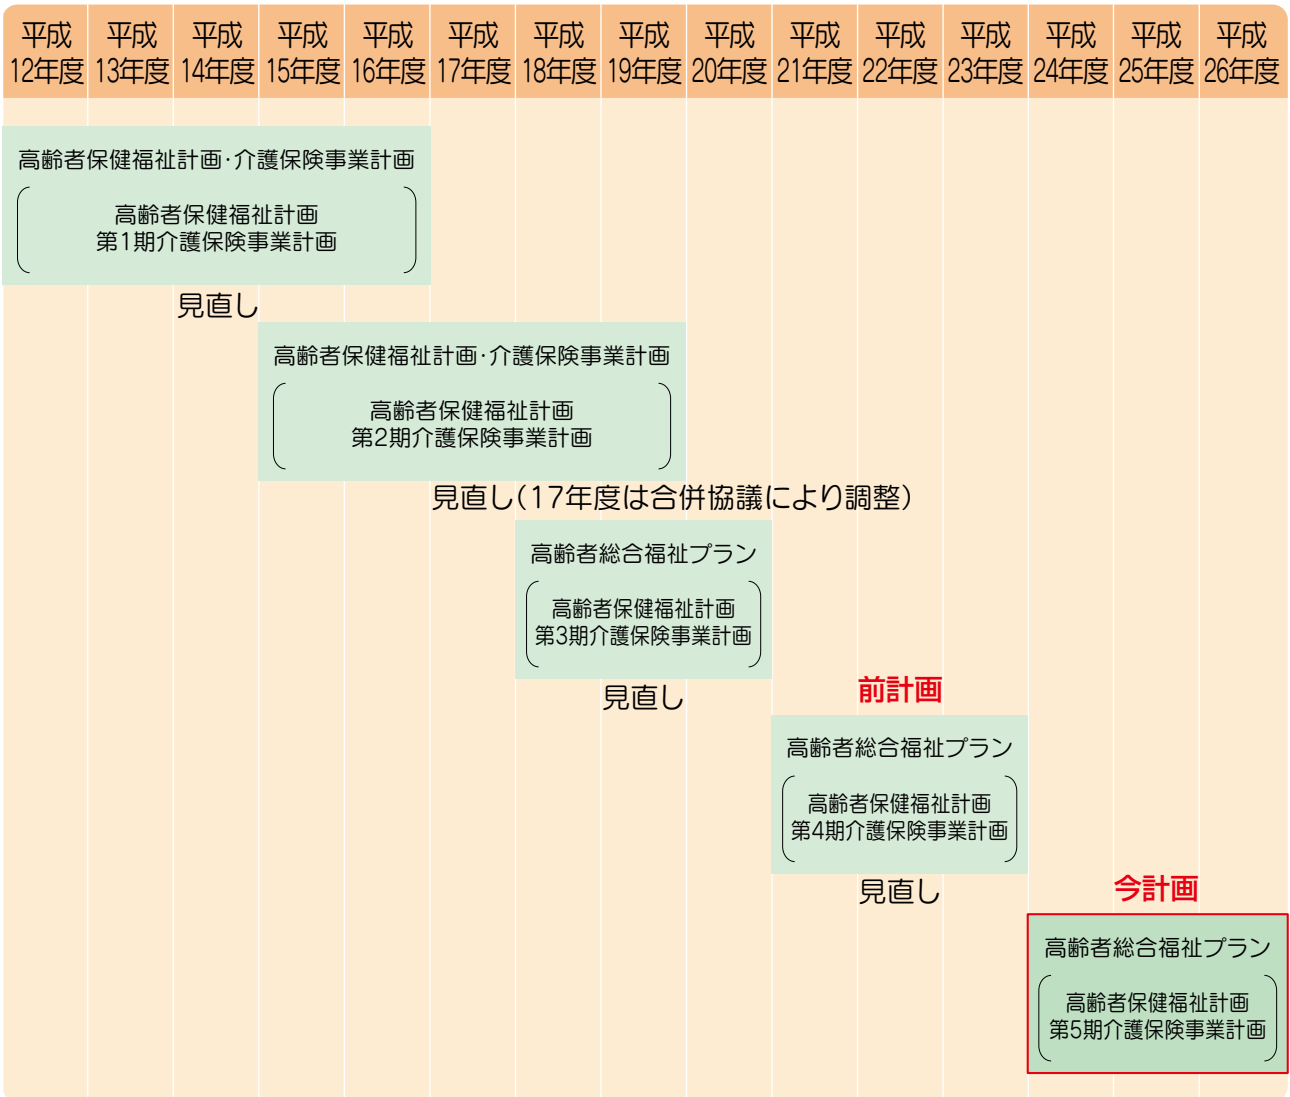 平成 平成 平成 平成 平成 平成 平成 平成 平成 平成 平成 平成 平成 平成 平成
12年度 13年度 14年度 15年度 16年度 17年度 18年度 19年度 20年度 21年度 22年度 23年度 24年度 25年度 26年度
高齢者保健福祉計画・介護保険事業計画
高齢者保健福祉計画
第1期介護保険事業計画
見直し
高齢者保健福祉計画・介護保険事業計画
高齢者保健福祉計画
第2期介護保険事業計画
見直し(17年度は合併協議により調整)
高齢者総合福祉プラン
高齢者保健福祉計画
第3期介護保険事業計画
見直し
前計画
高齢者総合福祉プラン
高齢者保健福祉計画
第4期介護保険事業計画
見直し
今計画
高齢者総合福祉プラン
高齢者保健福祉計画
第5期介護保険事業計画